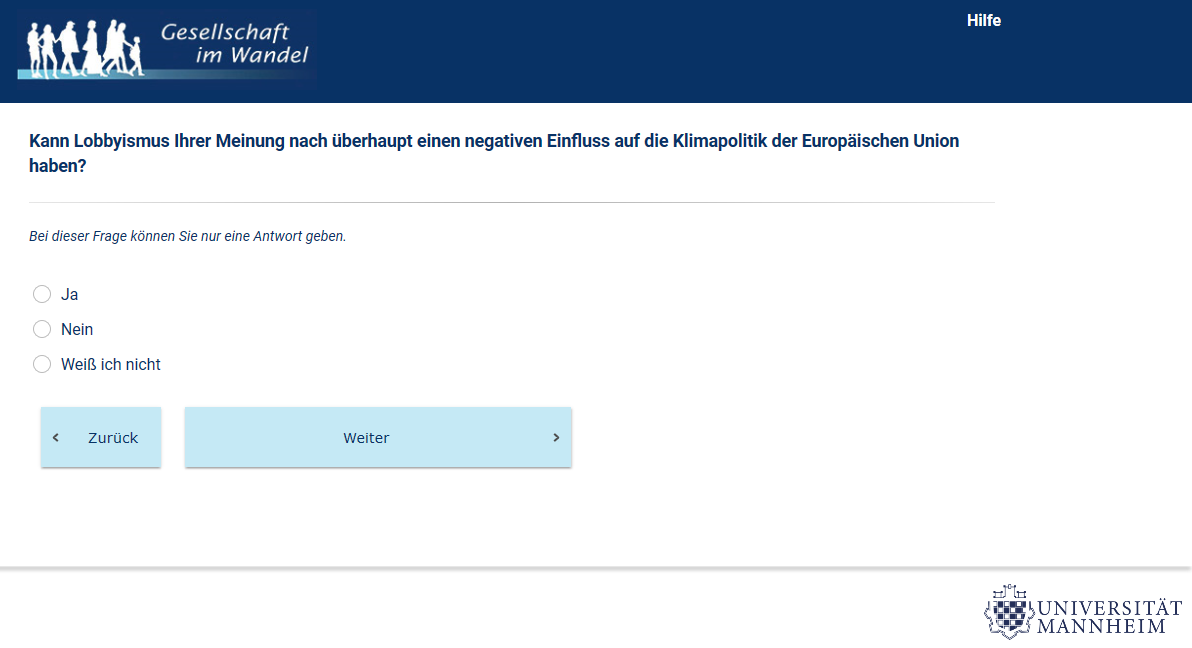 Gesellschaft
im Wandel
Hilfe
Kann Lobbyismus Ihrer Meinung nach überhaupt einen negativen Einfluss auf die Klimapolitik der Europäischen Union
haben?
Bei dieser Frage können Sie nur eine Antwort geben.
Ja
Nein
Weiß ich nicht
Zurück
Weiter
UNIVERSITÄT
MANNHEIM